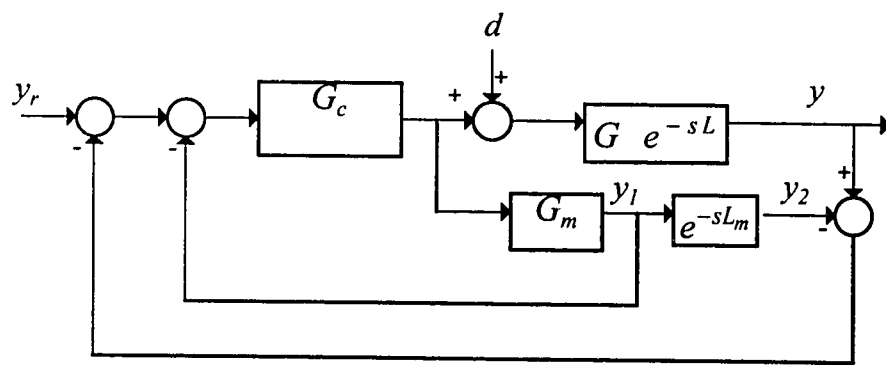 d
+
y_r
G_c
+
y
G e^{-sL}
-
-
+
G_m
y_1
e^{-sL_m}
y_2
-